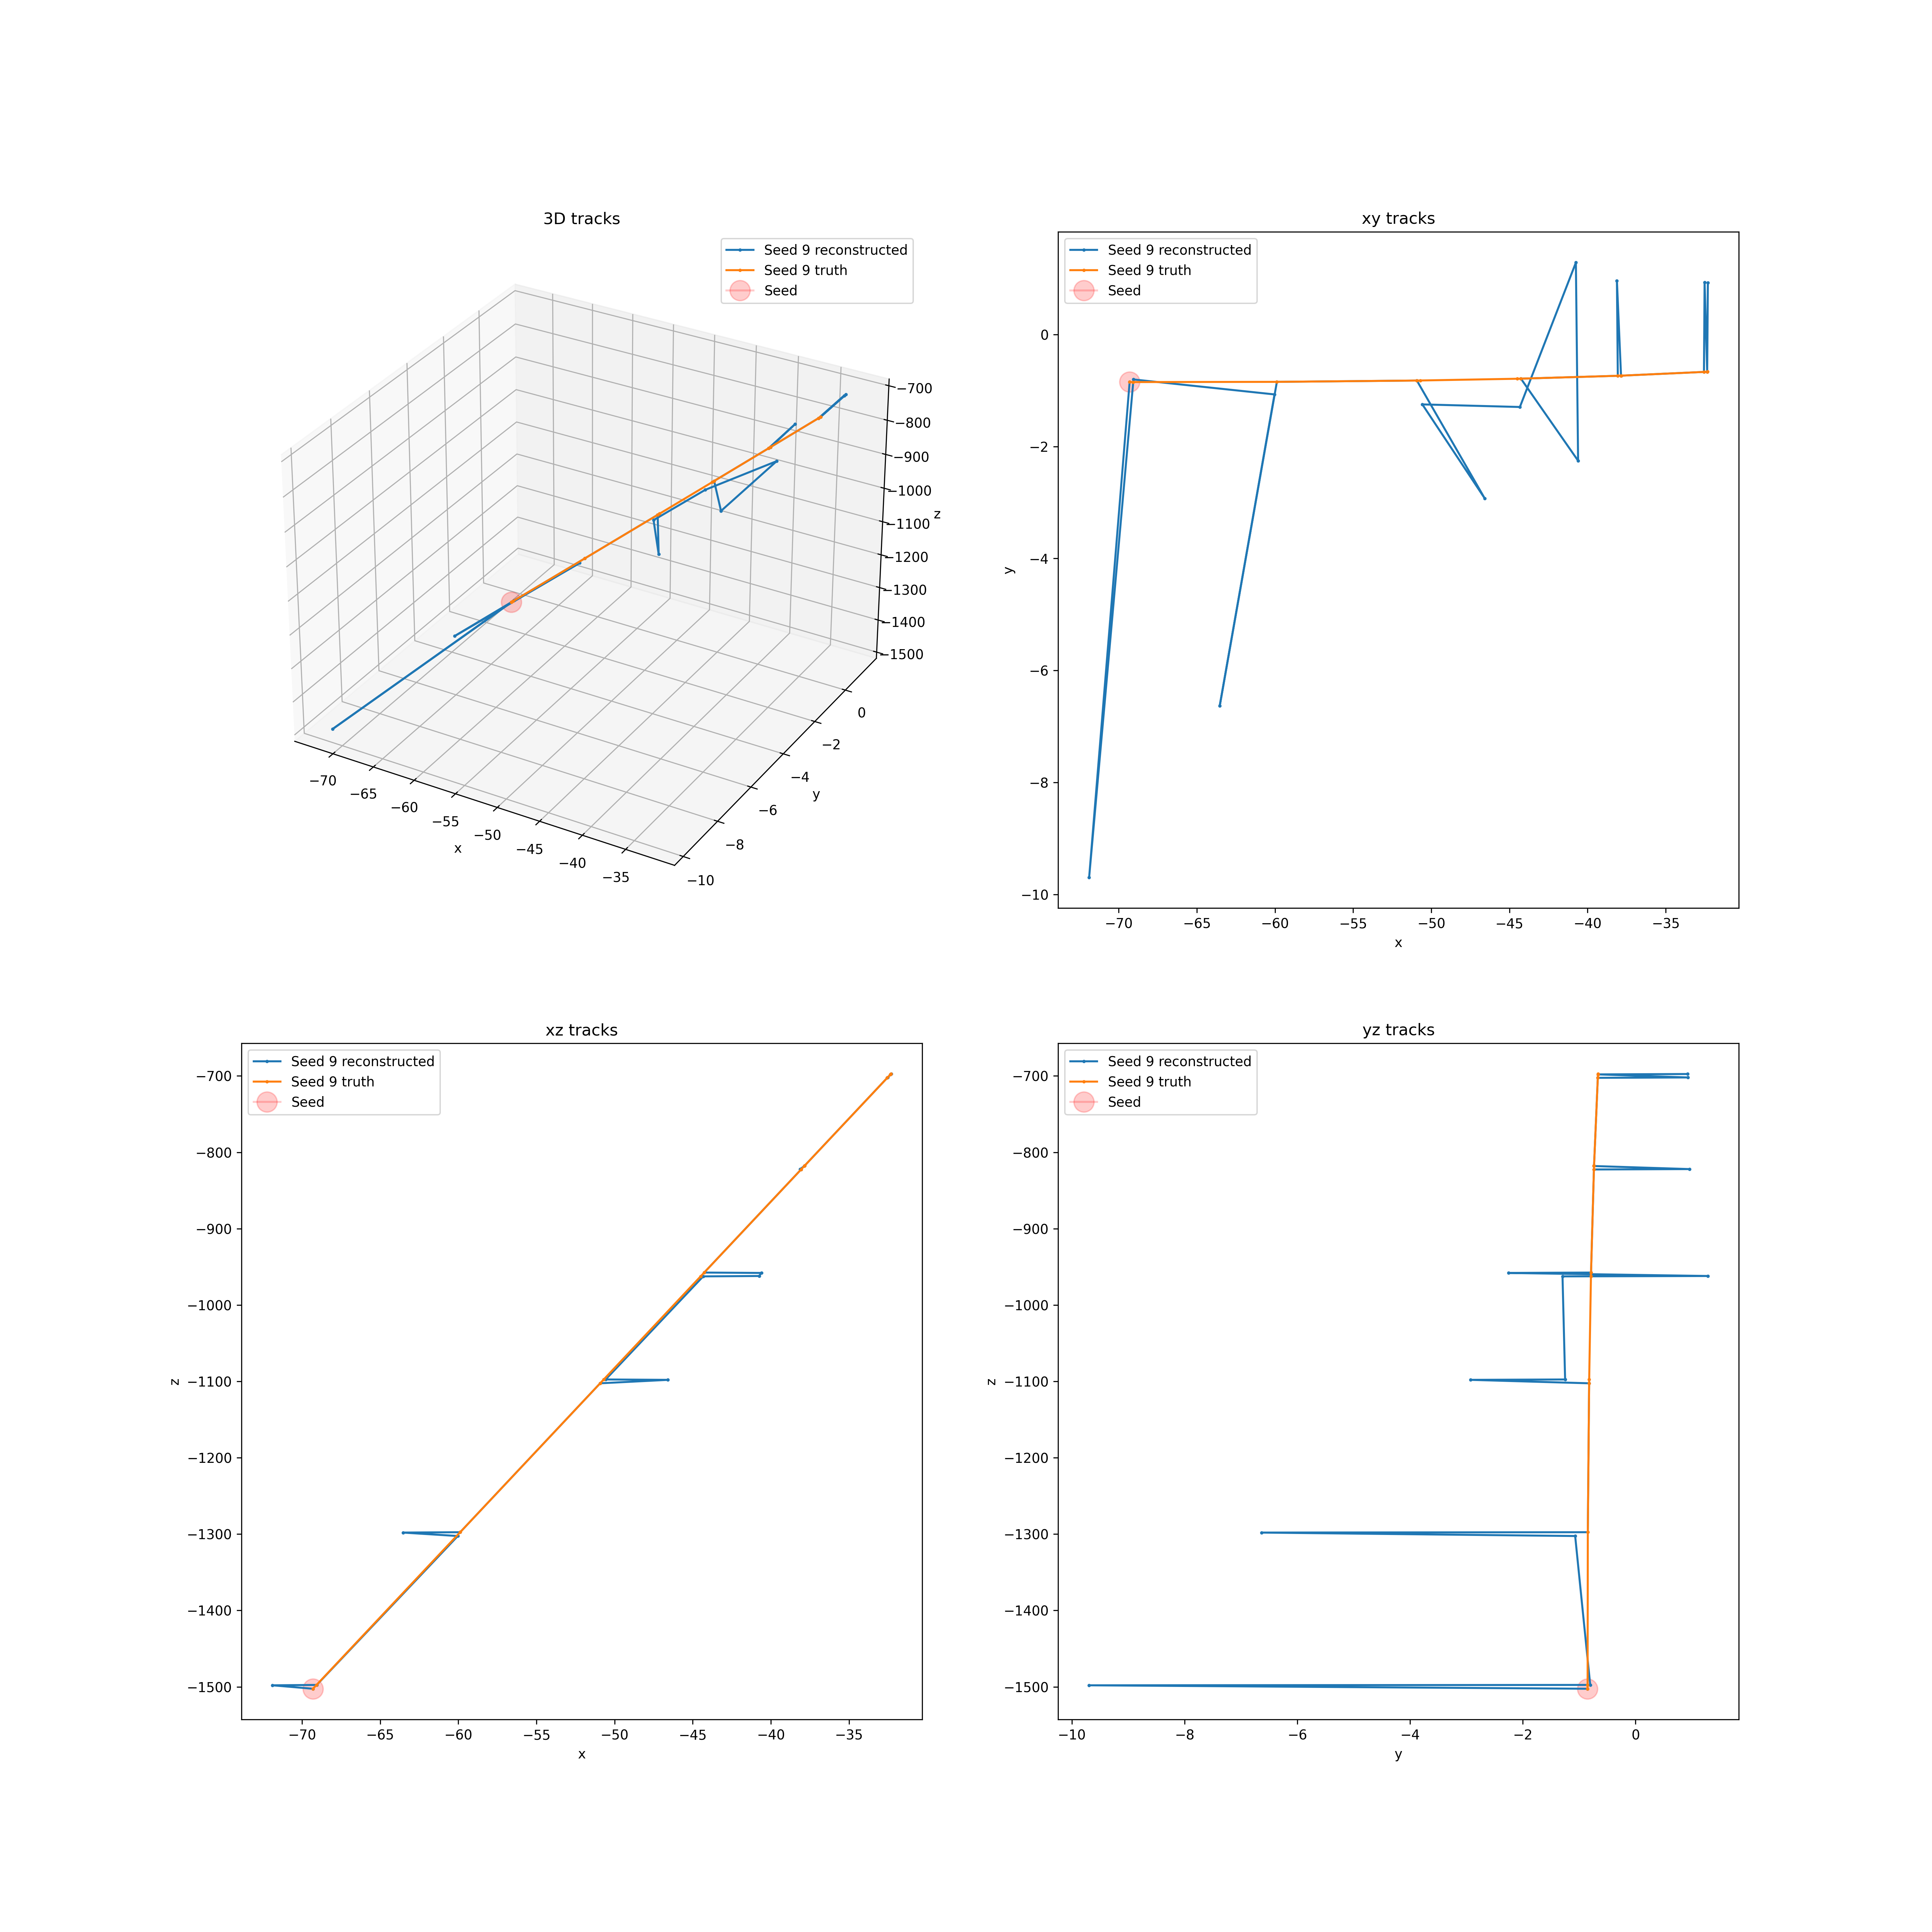 3D tracks
Seed 9 reconstructed
Seed 9 truth
Seed
−700
−800
−900
−1000
−1100
−1200
−1300
−1400
−1500
z
0
−2
−4
−6
−8
−10
y
−70
−65
−60
−55
−50
−45
−40
−35
x
xy tracks
Seed 9 reconstructed
Seed 9 truth
Seed
0
−2
−4
−6
−8
−10
y
−70 −65 −60 −55 −50 −45 −40 −35
x
xz tracks
Seed 9 reconstructed
Seed 9 truth
Seed
−700
−800
−900
−1000
−1100
−1200
−1300
−1400
−1500
z
−70 −65 −60 −55 −50 −45 −40 −35
x
yz tracks
Seed 9 reconstructed
Seed 9 truth
Seed
−700
−800
−900
−1000
−1100
−1200
−1300
−1400
−1500
z
−10 −8 −6 −4 −2 0
y